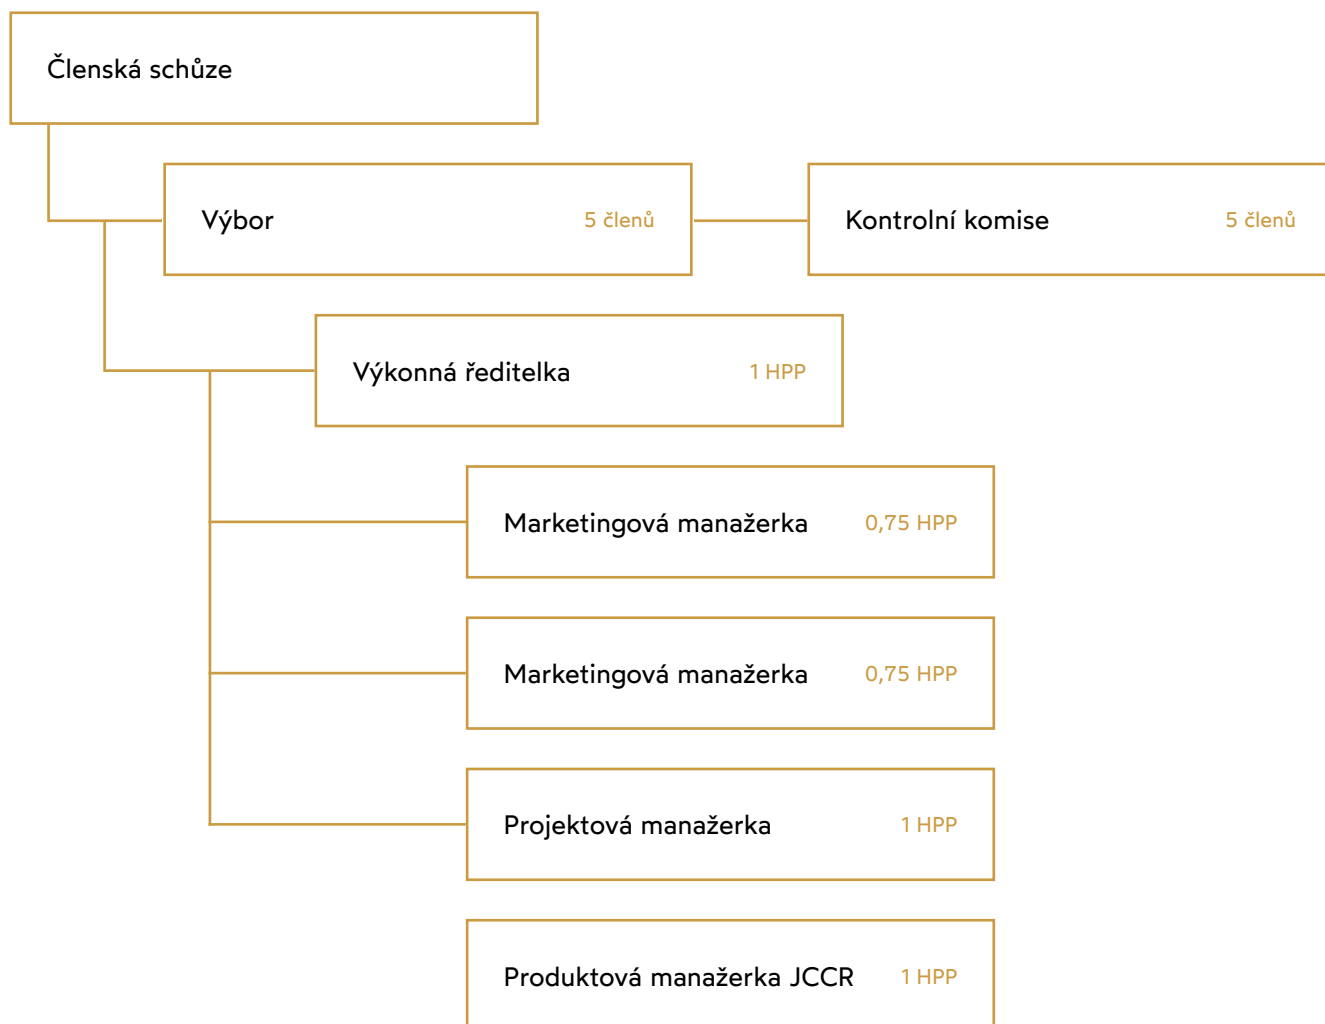 Členská schůze
Výbor 5 členů
Kontrolní komise 5 členů
Výkonná ředitelka 1 HPP
Marketingová manažerka 0,75 HPP
Marketingová manažerka 0,75 HPP
Projektová manažerka 1 HPP
Produktová manažerka JCCR 1 HPP